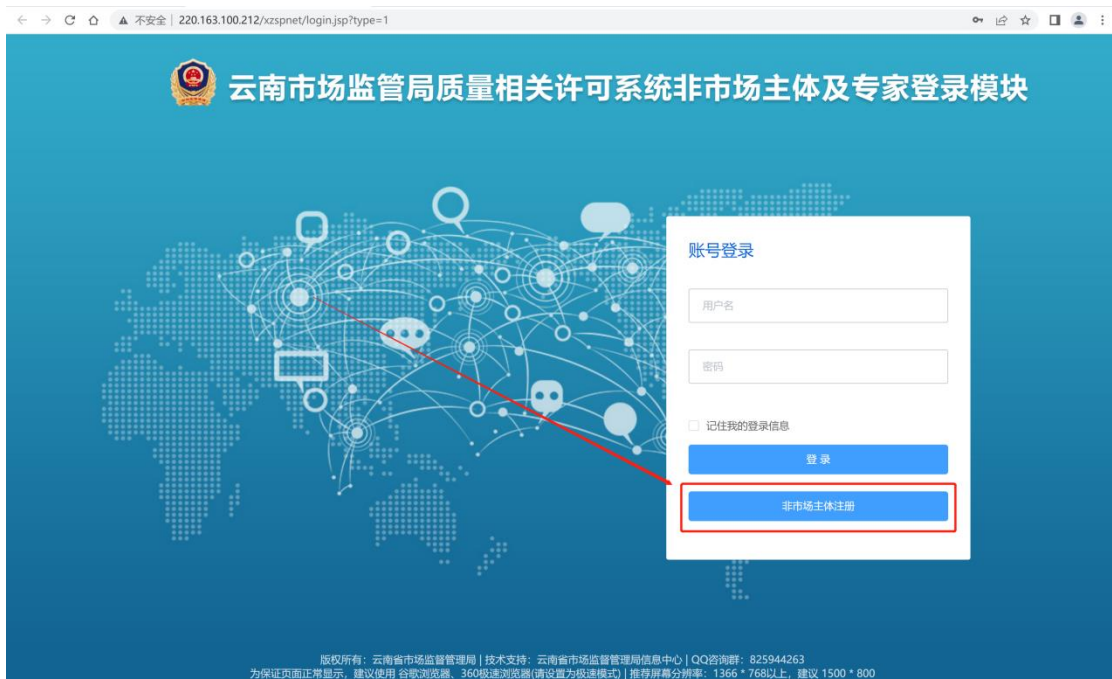 不安全 | 220.163.100.212/xzspnet/login.jsp?type=1
云南市场监管局质量相关许可系统非市场主体及专家登录模块
账号登录
用户名
密码
记住我的登录信息
登 录
非市场主体注册
版权所有：云南省市场监督管理局 | 技术支持：云南省市场监督管理局信息中心 | QQ咨询群：825944263
为保证页面正常显示，建议使用 谷歌浏览器、360极速浏览器(请设置为极速模式) | 推荐屏幕分辨率：1366 * 768以上，建议 1500 * 800